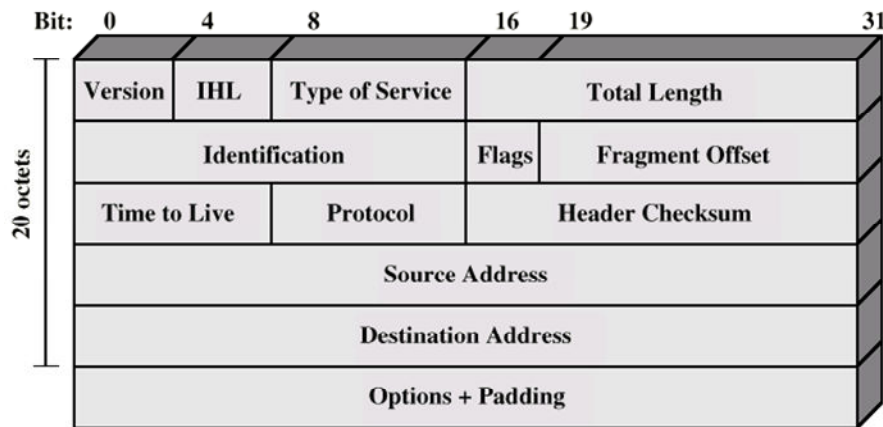 Bit: 0 4 8 16 19 31
Version IHL Type of Service Total Length
Identification Flags Fragment Offset
Time to Live Protocol Header Checksum
Source Address
Destination Address
Options + Padding
20 octets